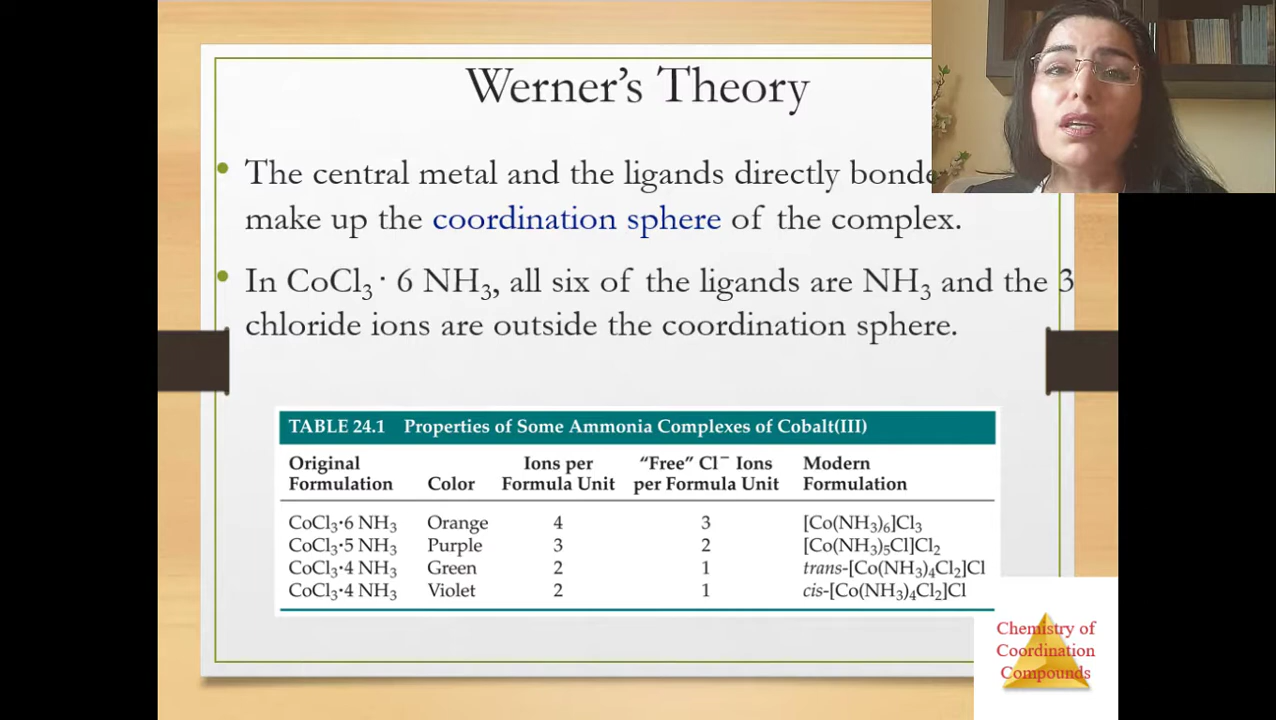 Werner's Theory
• The central metal and the ligands directly
make up the coordination sphere of the complex.
• In CoCl₃ · 6 NH₃, all six of the ligands are NH₃ and the 3
chloride ions are outside the coordination sphere.
TABLE 24.1 Properties of Some Ammonia Complexes of Cobalt(III)
Original Formulation Color Ions per Formula Unit “Free” Cl⁻ Ions per Formula Unit Modern Formulation
CoCl₃•6 NH₃ Orange 4 3 [Co(NH₃)₆]Cl₃
CoCl₃•5 NH₃ Purple 3 2 [Co(NH₃)₅Cl]Cl₂
CoCl₃•4 NH₃ Green 2 1 trans-[Co(NH₃)₄Cl₂]Cl
CoCl₃•4 NH₃ Violet 2 1 cis-[Co(NH₃)₄Cl₂]Cl
Chemistry of
Coordination
Compounds